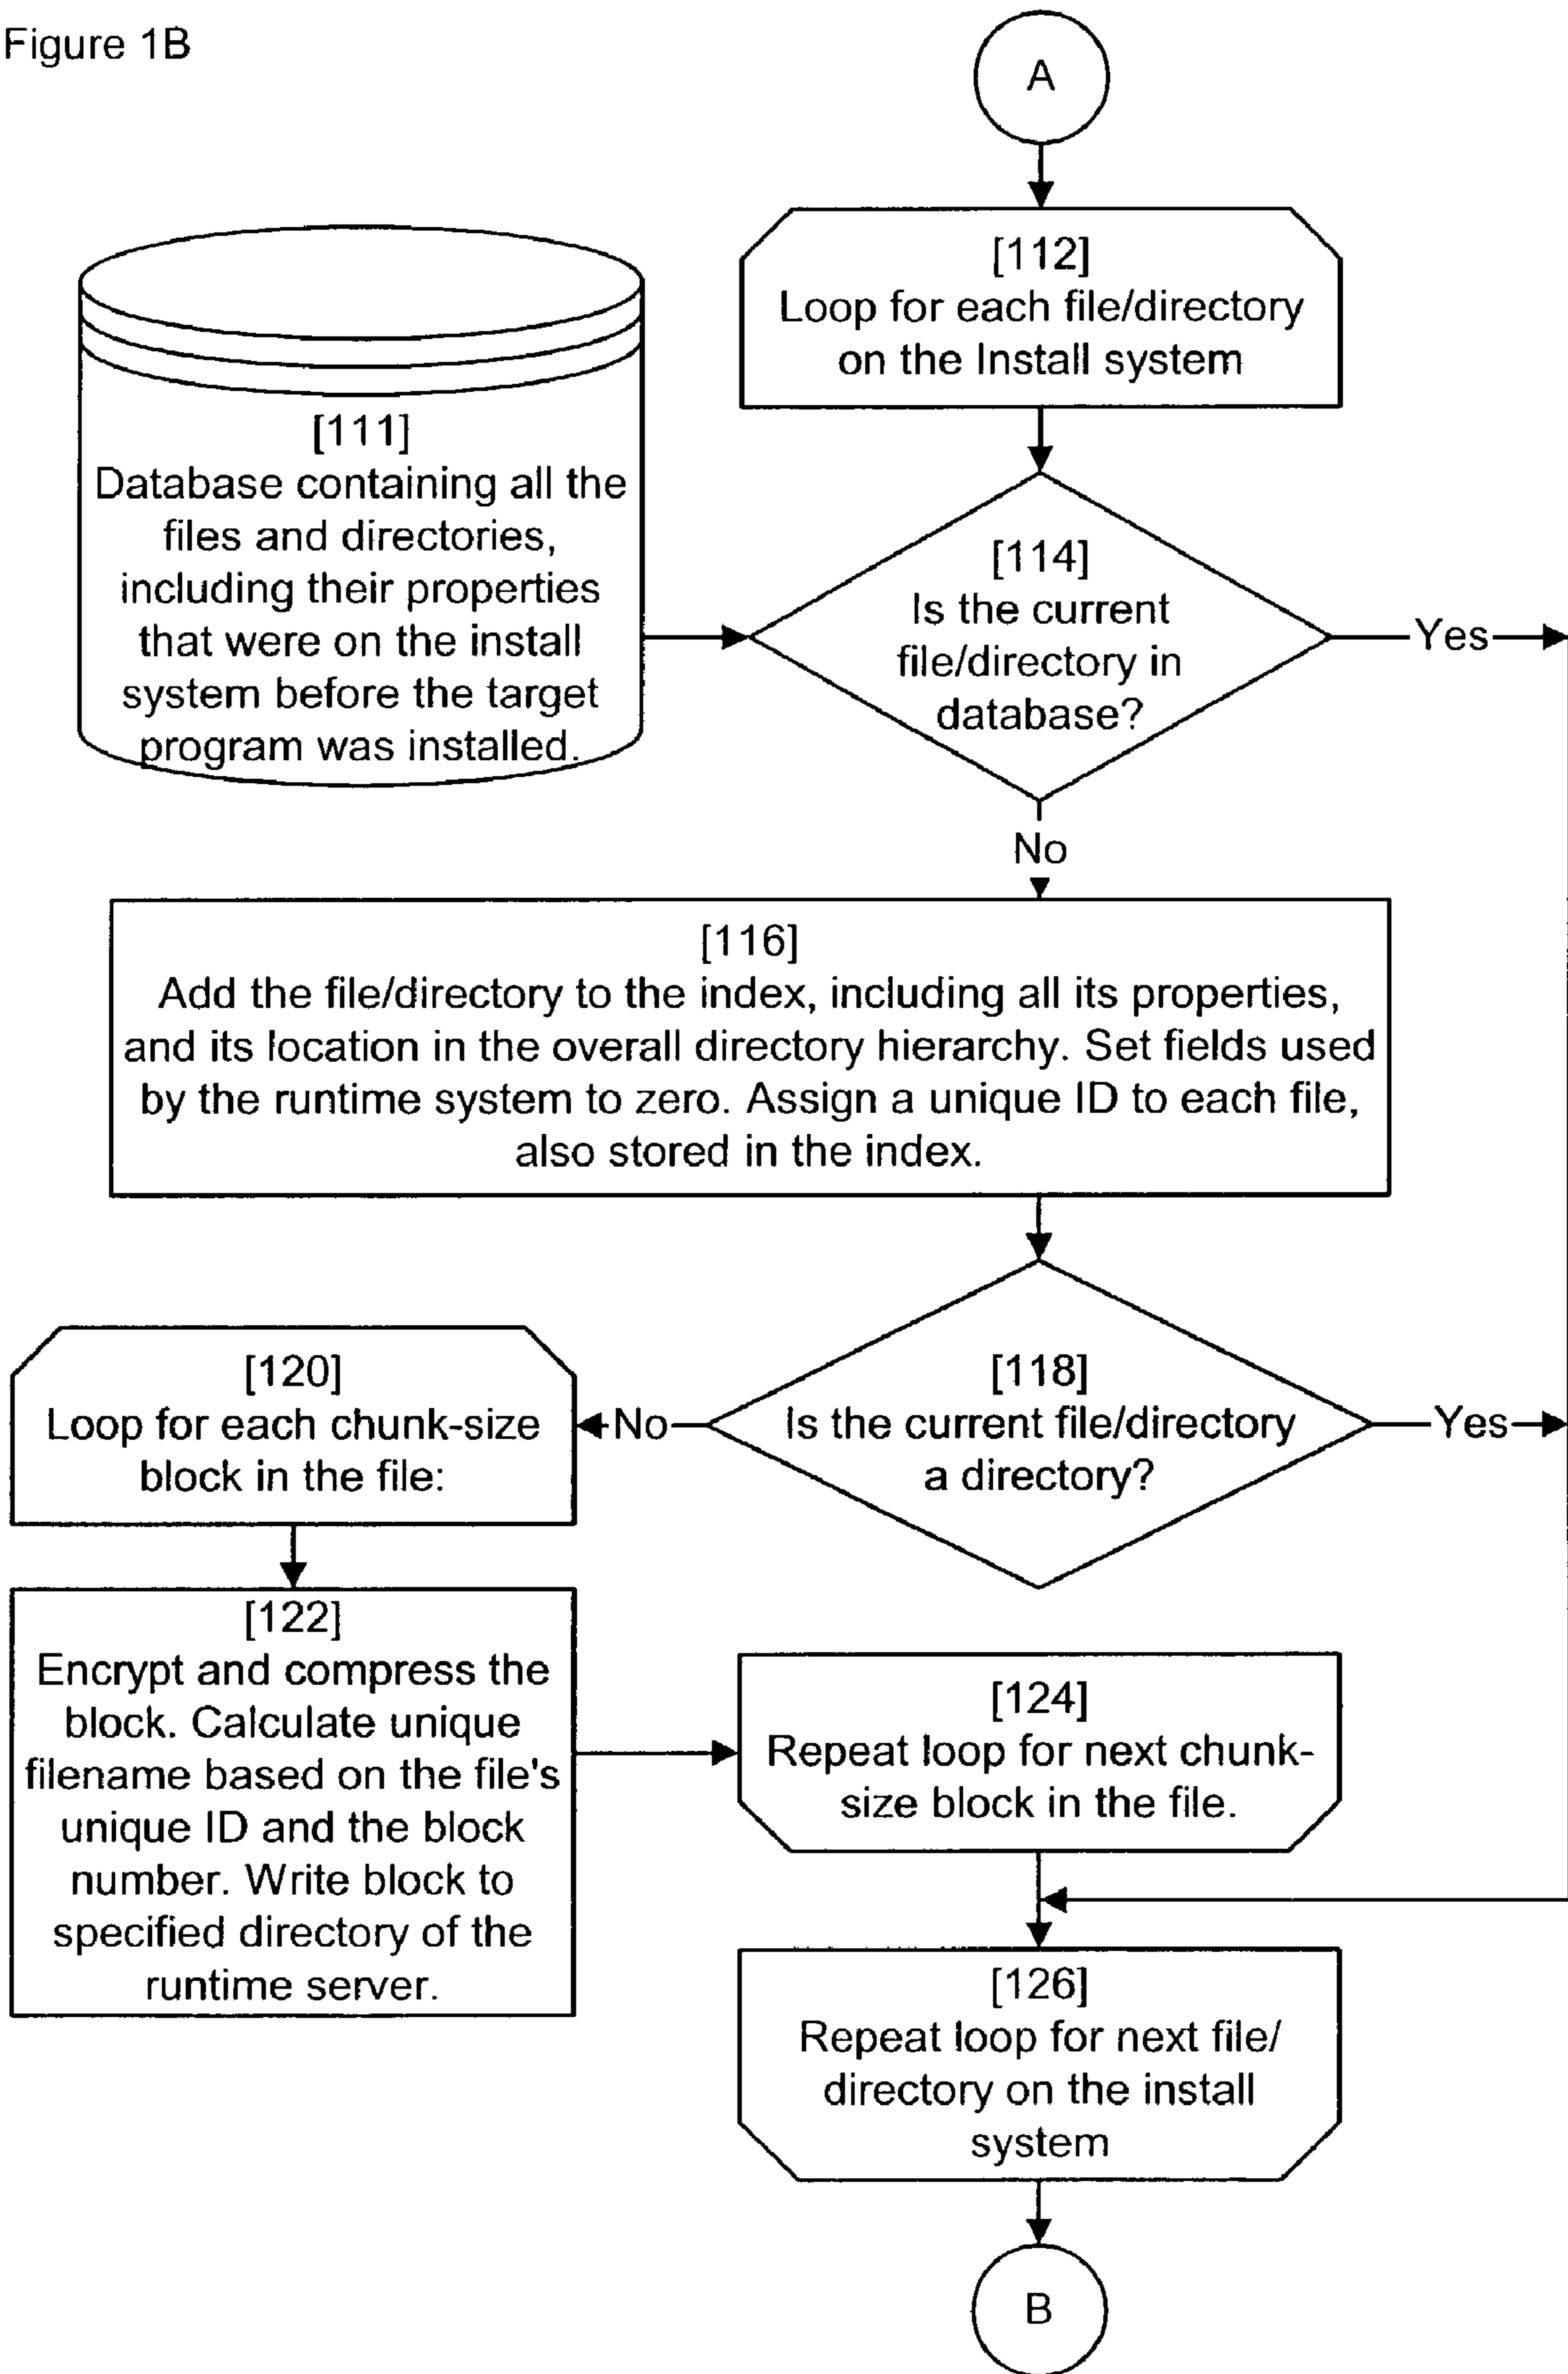 Figure 1B
A
[112]
Loop for each file/directory
on the Install system
[111]
Database containing all the
files and directories,
including their properties
that were on the install
system before the target
program was installed.
[114]
Is the current
file/directory in
database?
Yes
No
[116]
Add the file/directory to the index, including all its properties,
and its location in the overall directory hierarchy. Set fields used
by the runtime system to zero. Assign a unique ID to each file,
also stored in the index.
[118]
Is the current file/directory
a directory?
Yes
No
[120]
Loop for each chunk-size
block in the file:
[122]
Encrypt and compress the
block. Calculate unique
filename based on the file's
unique ID and the block
number. Write block to
specified directory of the
runtime server.
[124]
Repeat loop for next chunk-
size block in the file.
[126]
Repeat loop for next file/
directory on the install
system
B